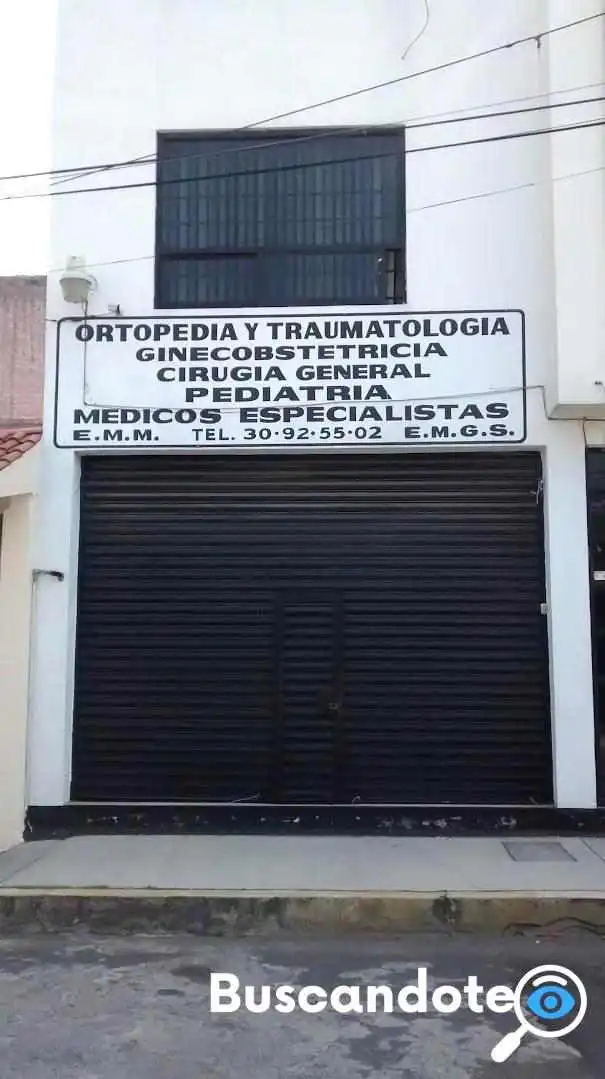 ORTOPEDIA Y TRAUMATOLOGIA
GINECOBSTETRICIA
CIRUGIA GENERAL
PEDIATRIA
MEDICOS ESPECIALISTAS
E.M.M. TEL. 30·92·55·02 E.M.G.S.
Buscandote